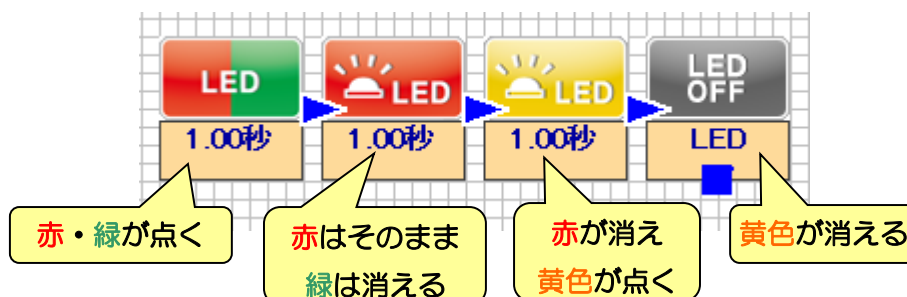 LED
LED
LED
LED
OFF
1.00秒
1.00秒
1.00秒
LED
赤・緑が点く
赤はそのまま
緑は消える
赤が消え
黄色が点く
黄色が消える